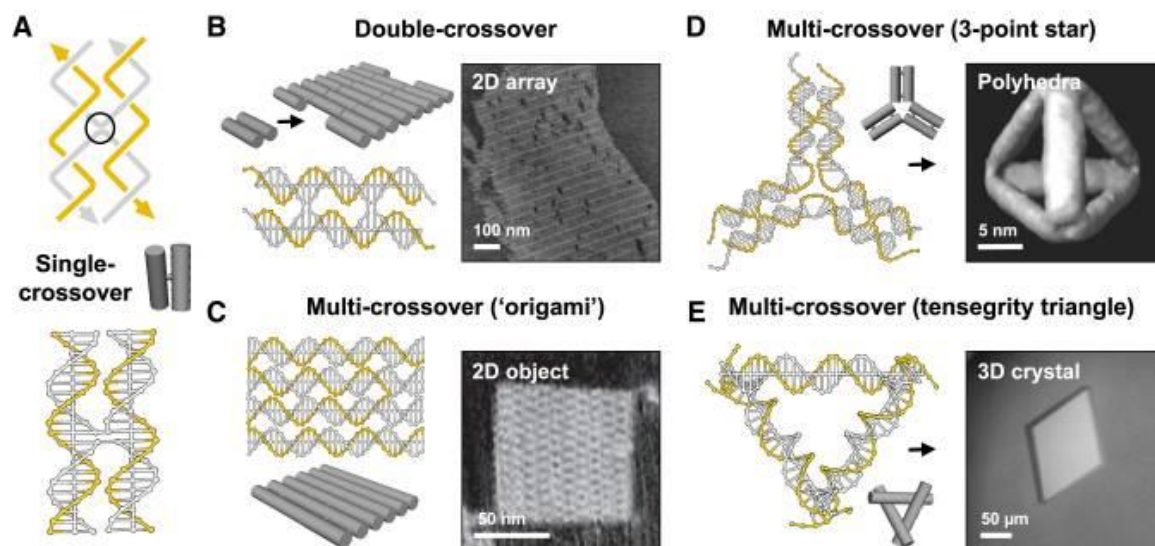 A
Single-
crossover
B
Double-crossover
2D array
100 nm
C
Multi-crossover (‘origami’)
2D object
50 nm
D
Multi-crossover (3-point star)
Polyhedra
5 nm
E
Multi-crossover (tensegrity triangle)
3D crystal
50 µm